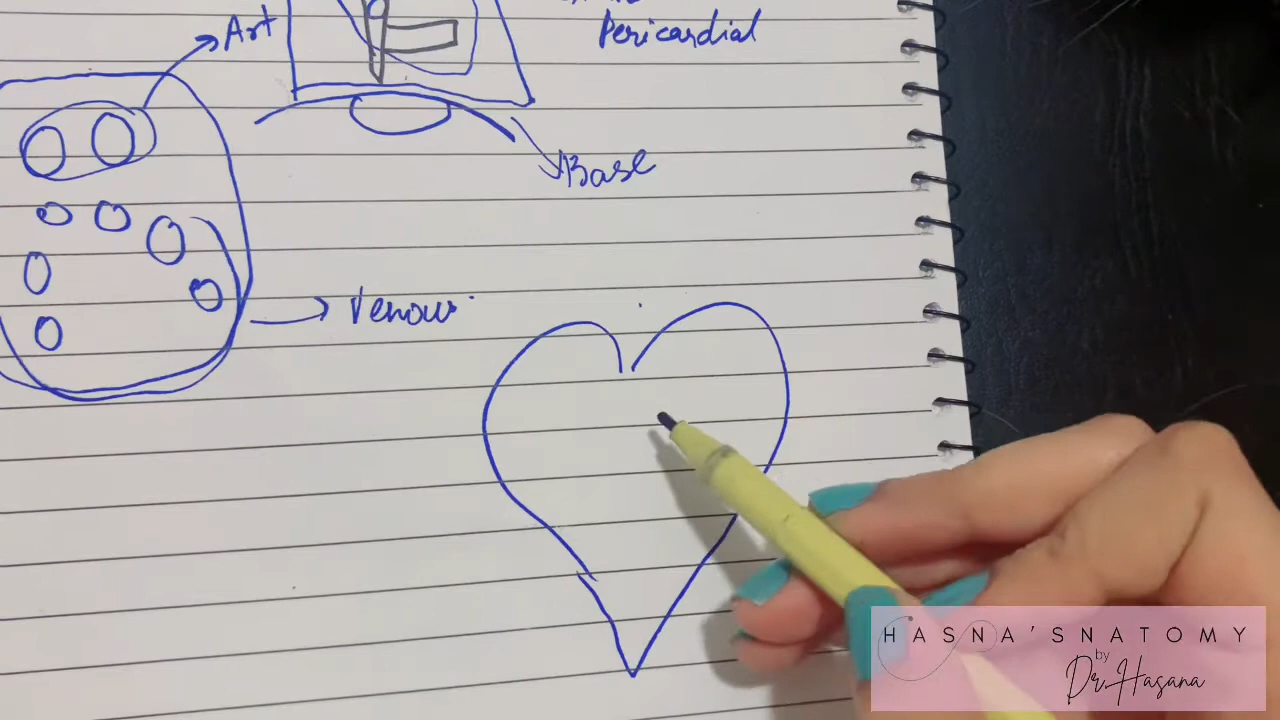 Art
Pericardial
Base
Venous
HASNA'SNATOMY
by
Dr.Hasana